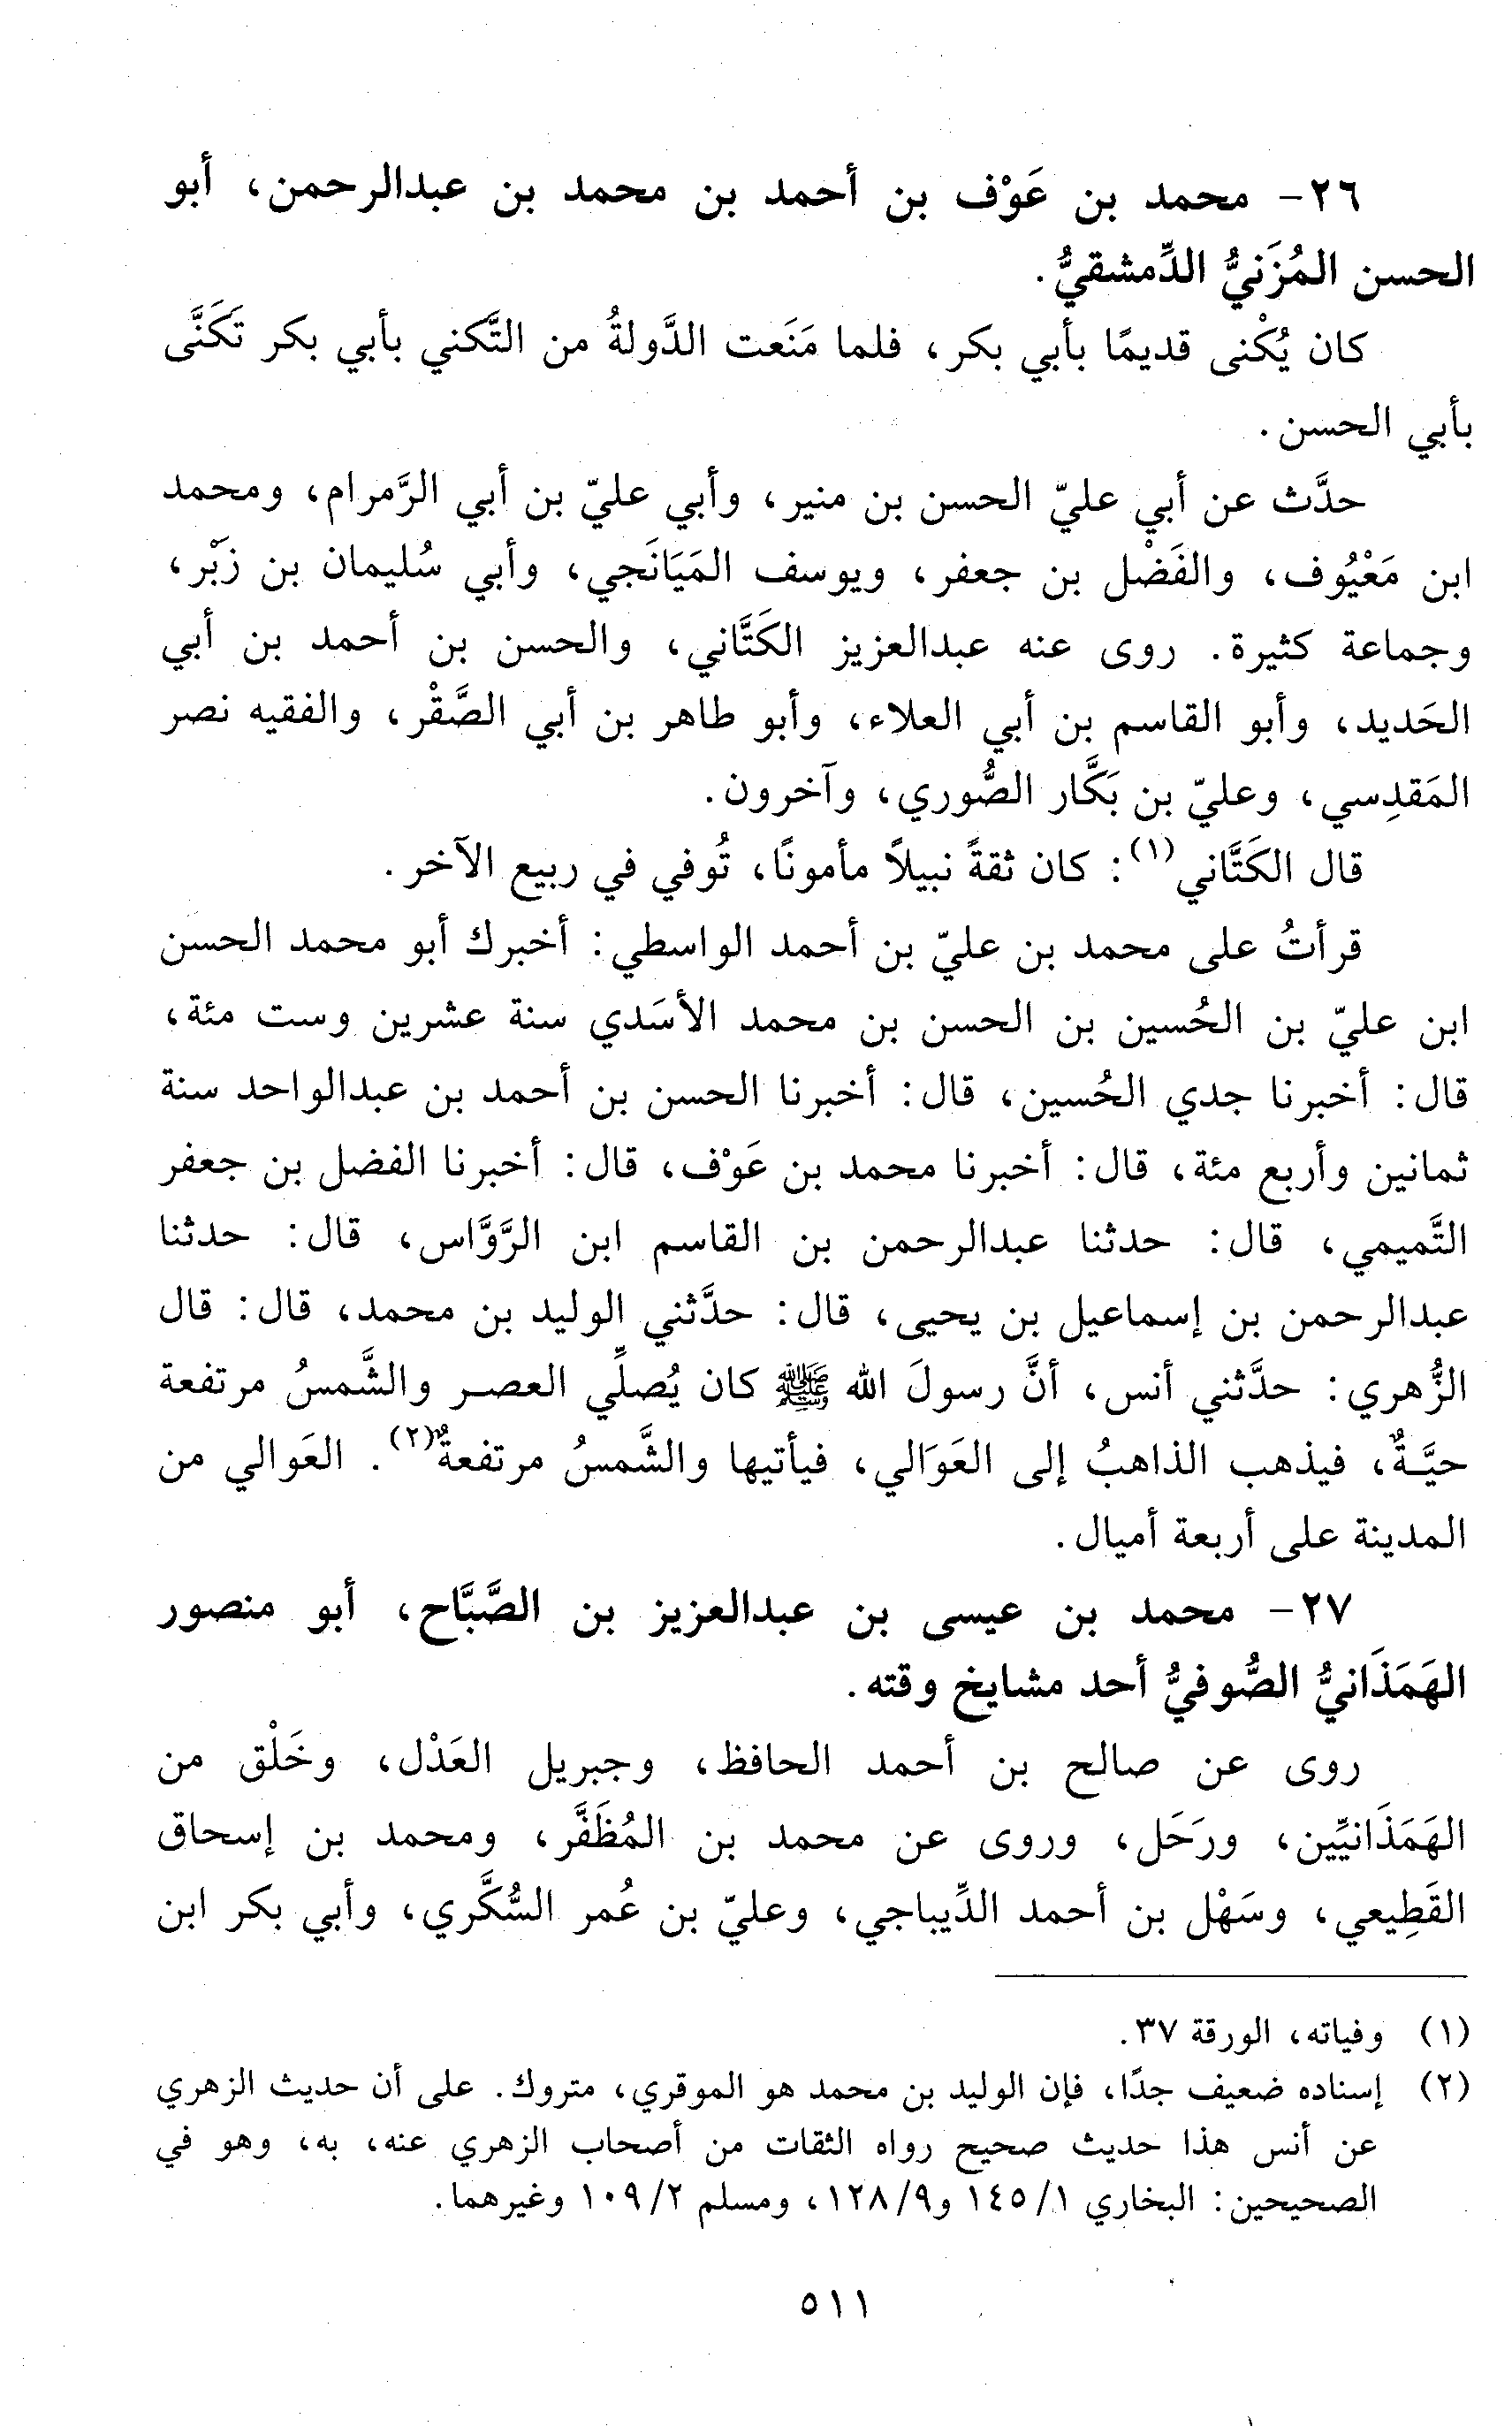 ٢٦- محمد بن عَوْف بن أحمد بن محمد بن عبدالرحمن، أبو
الحسن المُزَنيُّ الدِّمشقيُّ.
كان يُكْنى قديمًا بأبي بكر، فلما مَنَعت الدَّولةُ من التَّكني بأبي بكر تَكَنَّى
بأبي الحسن.
حدَّث عن أبي عليّ الحسن بن منير، وأبي عليّ بن أبي الرَّمرام، ومحمد
ابن مَعْيُوف، والفَضْل بن جعفر، ويوسف المَيَانَجي، وأبي سُليمان بن زَبْر،
وجماعة كثيرة. روى عنه عبدالعزيز الكَتَّاني، والحسن بن أحمد بن أبي
الحَديد، وأبو القاسم بن أبي العلاء، وأبو طاهر بن أبي الصَّقْر، والفقيه نصر
المَقدِسي، وعليّ بن بَكَّار الصُّوري، وآخرون.
قال الكَتَّاني(١): كان ثقةً نبيلاً مأمونًا، تُوفي في ربيع الآخر.
قرأتُ على محمد بن عليّ بن أحمد الواسطي: أخبرك أبو محمد الحسن
ابن عليّ بن الحُسين بن الحسن بن محمد الأسَدي سنة عشرين وست مئة،
قال: أخبرنا جدي الحُسين، قال: أخبرنا الحسن بن أحمد بن عبدالواحد سنة
ثمانين وأربع مئة، قال: أخبرنا محمد بن عَوْف، قال: أخبرنا الفضل بن جعفر
التَّميمي، قال: حدثنا عبدالرحمن بن القاسم ابن الرَّوَّاس، قال: حدثنا
عبدالرحمن بن إسماعيل بن يحيى، قال: حدَّثني الوليد بن محمد، قال: قال
الزُّهري: حدَّثني أنس، أنَّ رسولَ الله ﷺ كان يُصلِّي العصر والشَّمسُ مرتفعة
حيَّةٌ، فيذهب الذاهبُ إلى العَوَالي، فيأتيها والشَّمسُ مرتفعةٌ(٢). العَوالي من
المدينة على أربعة أميال.
٢٧- محمد بن عيسى بن عبدالعزيز بن الصَّبَّاح، أبو منصور
الهَمَذَانيُّ الصُّوفيُّ أحد مشايخ وقته.
روى عن صالح بن أحمد الحافظ، وجبريل العَدْل، وخَلْق من
الهَمَذَانيِّين، ورَحَل، وروى عن محمد بن المُظَفَّر، ومحمد بن إسحاق
القَطِيعي، وسَهْل بن أحمد الدِّيباجي، وعليّ بن عُمر السُّكَّري، وأبي بكر ابن
(١) وفياته، الورقة ٣٧.
(٢) إسناده ضعيف جدًا، فإن الوليد بن محمد هو الموقري، متروك. على أن حديث الزهري
عن أنس هذا حديث صحيح رواه الثقات من أصحاب الزهري عنه، به، وهو في
الصحيحين: البخاري ١/ ١٤٥ و٩/ ١٢٨، ومسلم ٢/ ١٠٩ وغيرهما.
٥١١